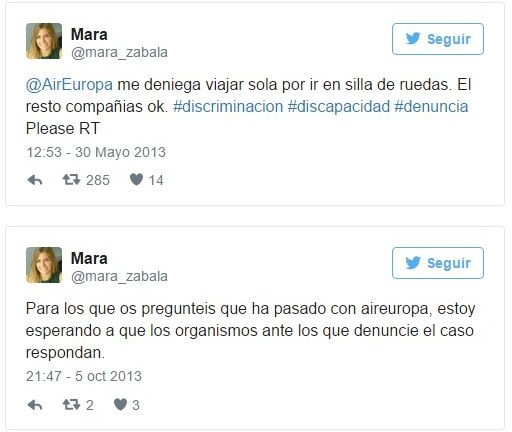 Mara
@mara_zabala
Seguir
@AirEuropa me deniega viajar sola por ir en silla de ruedas. El
resto compañias ok. #discriminacion #discapacidad #denuncia
Please RT
12:53 - 30 Mayo 2013
285 14
Mara
@mara_zabala
Seguir
Para los que os pregunteis que ha pasado con aireuropa, estoy
esperando a que los organismos ante los que denuncie el caso
respondan.
21:47 - 5 oct 2013
2 3